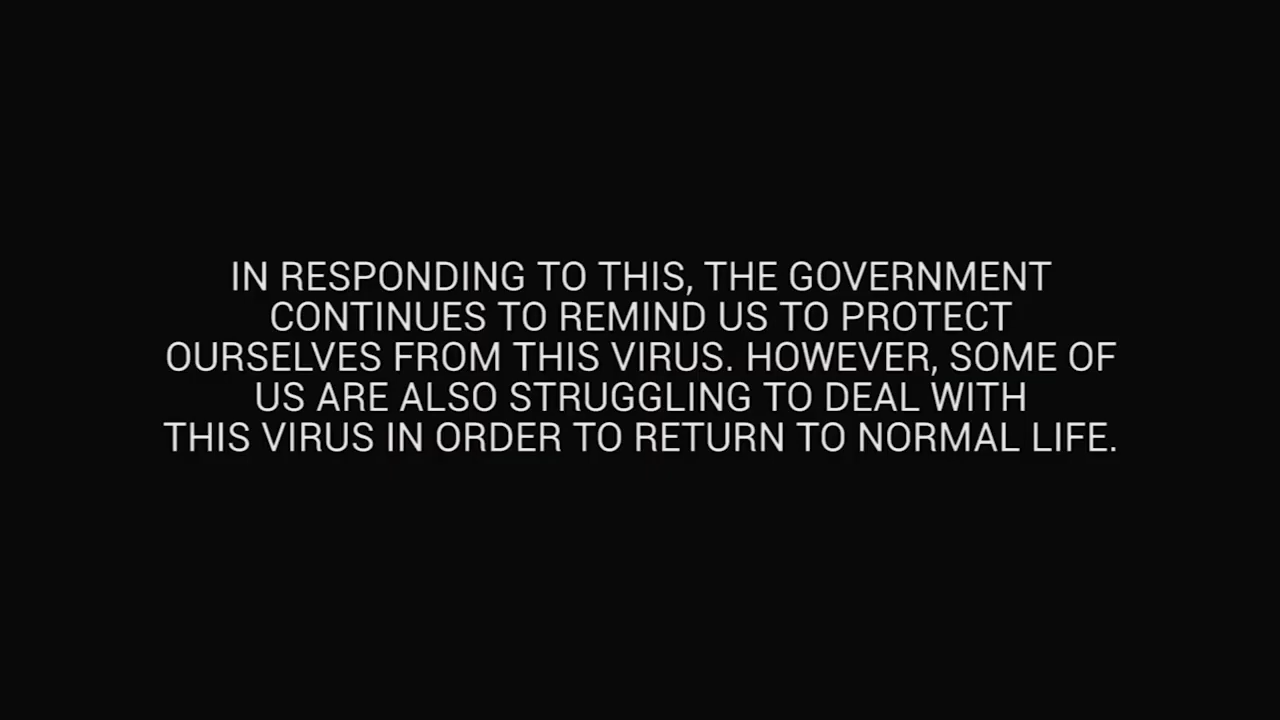 IN RESPONDING TO THIS, THE GOVERNMENT
CONTINUES TO REMIND US TO PROTECT
OURSELVES FROM THIS VIRUS. HOWEVER, SOME OF
US ARE ALSO STRUGGLING TO DEAL WITH
THIS VIRUS IN ORDER TO RETURN TO NORMAL LIFE.